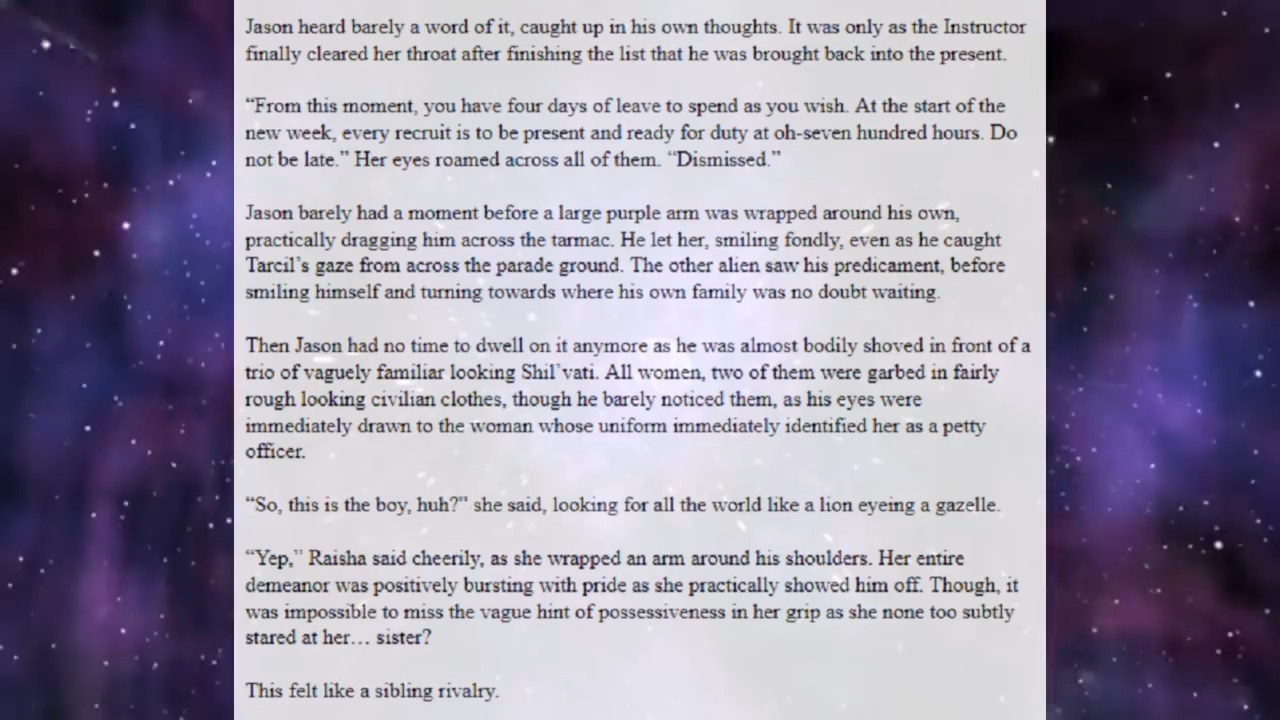 Jason heard barely a word of it, caught up in his own thoughts. It was only as the Instructor
finally cleared her throat after finishing the list that he was brought back into the present.
“From this moment, you have four days of leave to spend as you wish. At the start of the
new week, every recruit is to be present and ready for duty at oh-seven hundred hours. Do
not be late.” Her eyes roamed across all of them. “Dismissed.”
Jason barely had a moment before a large purple arm was wrapped around his own,
practically dragging him across the tarmac. He let her, smiling fondly, even as he caught
Tarcil’s gaze from across the parade ground. The other alien saw his predicament, before
smiling himself and turning towards where his own family was no doubt waiting.
Then Jason had no time to dwell on it anymore as he was almost bodily shoved in front of a
trio of vaguely familiar looking Shil’vati. All women, two of them were garbed in fairly
rough looking civilian clothes, though he barely noticed them, as his eyes were
immediately drawn to the woman whose uniform immediately identified her as a petty
officer.
“So, this is the boy, huh?” she said, looking for all the world like a lion eyeing a gazelle.
“Yep,” Raisha said cheerily, as she wrapped an arm around his shoulders. Her entire
demeanor was positively bursting with pride as she practically showed him off. Though, it
was impossible to miss the vague hint of possessiveness in her grip as she none too subtly
stared at her… sister?
This felt like a sibling rivalry.